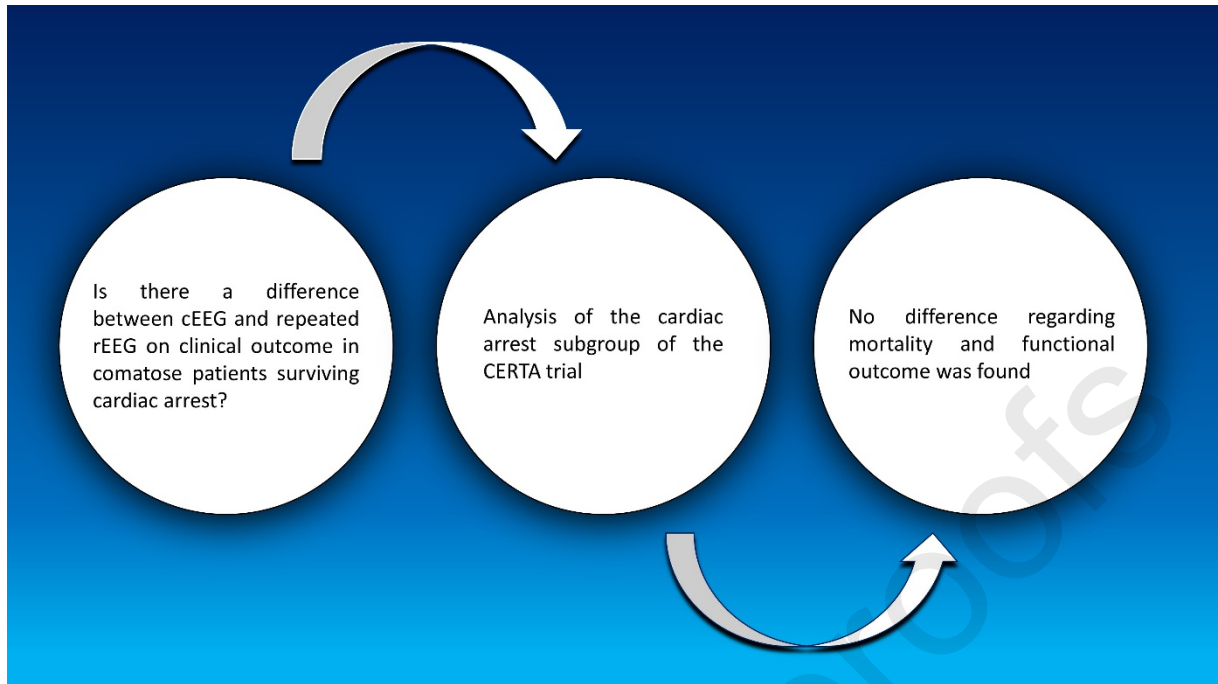 Is there a difference
between cEEG and repeated
rEEG on clinical outcome in
comatose patients surviving
cardiac arrest?
Analysis of the cardiac
arrest subgroup of the
CERTA trial
No difference regarding
mortality and functional
outcome was found
roofs